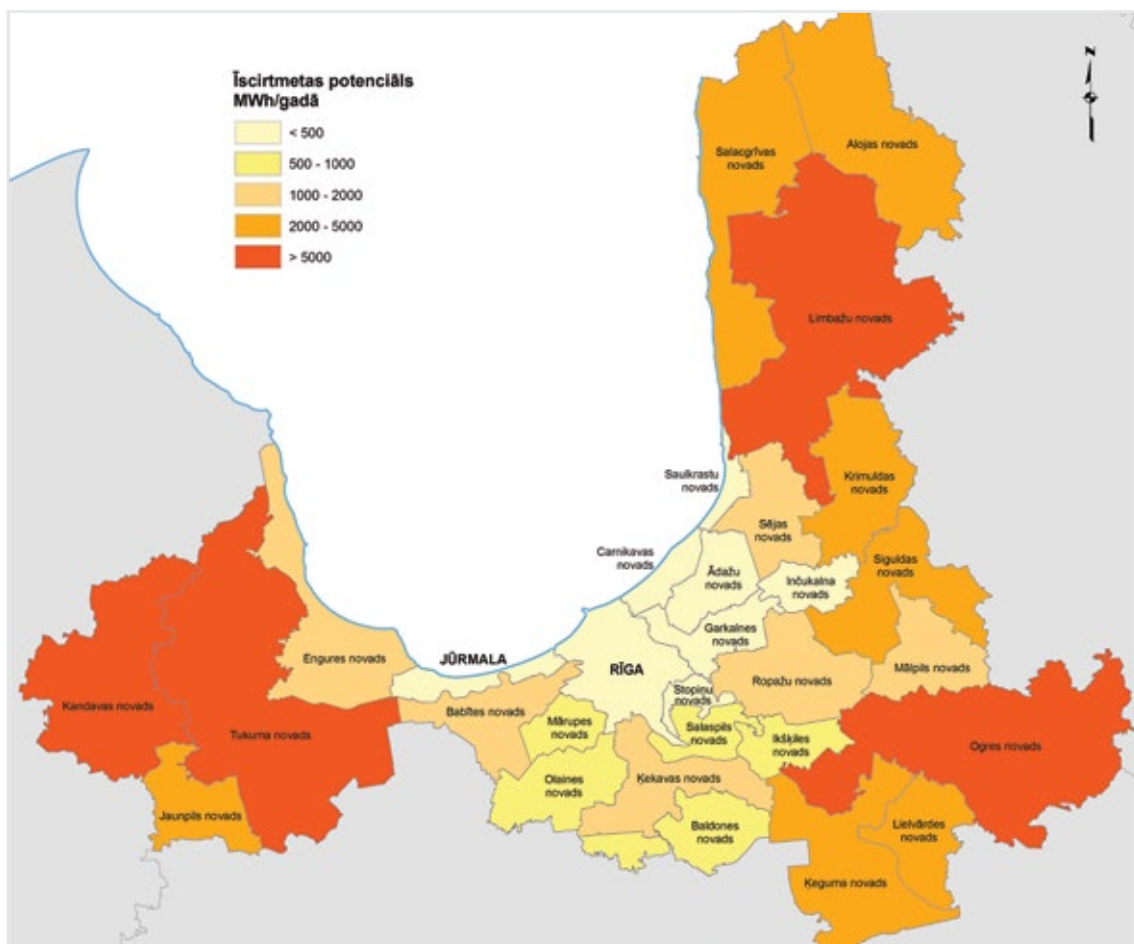 Īscirtmetas potenciāls
MWh/gadā
< 500
500 - 1000
1000 - 2000
2000 - 5000
> 5000
N
Salacgrīvas
novads
Alojas novads
Limbažu novads
Saulkrastu
novads
Krimuldas
novads
Sējas
novads
Carnikavas
novads
Ādažu
novads
Inčukalna
novads
Siguldas
novads
Garkalnes
novads
Engures novads
JŪRMALA
RĪGA
Mālpils novads
Ropažu novads
Stopiņu
novads
Kandavas novads
Babītes novads
Mārupes
novads
Salaspils
novads
Ikšķiles
novads
Tukuma novads
Ogres novads
Olaines
novads
Ķekavas novads
Jaunpils novads
Baldones
novads
Lielvārdes
novads
Ķeguma novads